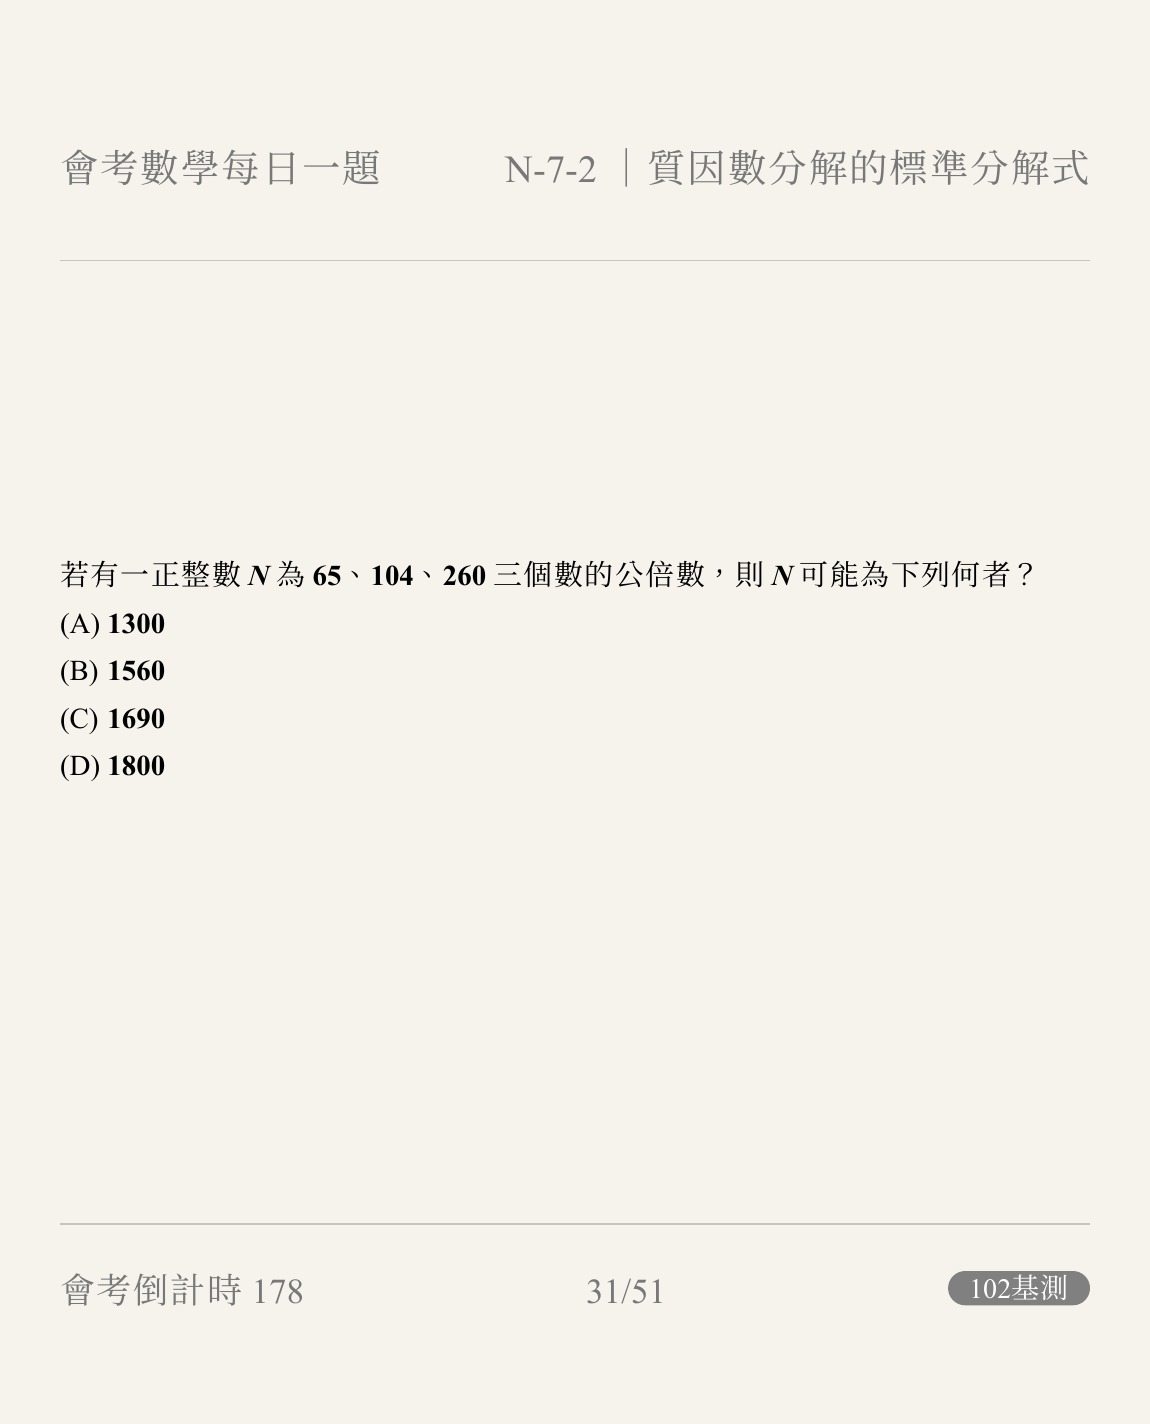 會考數學每日一題
N-7-2｜質因數分解的標準分解式
若有一正整數 N 為 65、104、260 三個數的公倍數，則 N 可能為下列何者？
(A) 1300
(B) 1560
(C) 1690
(D) 1800
會考倒計時 178
31/51
102基測